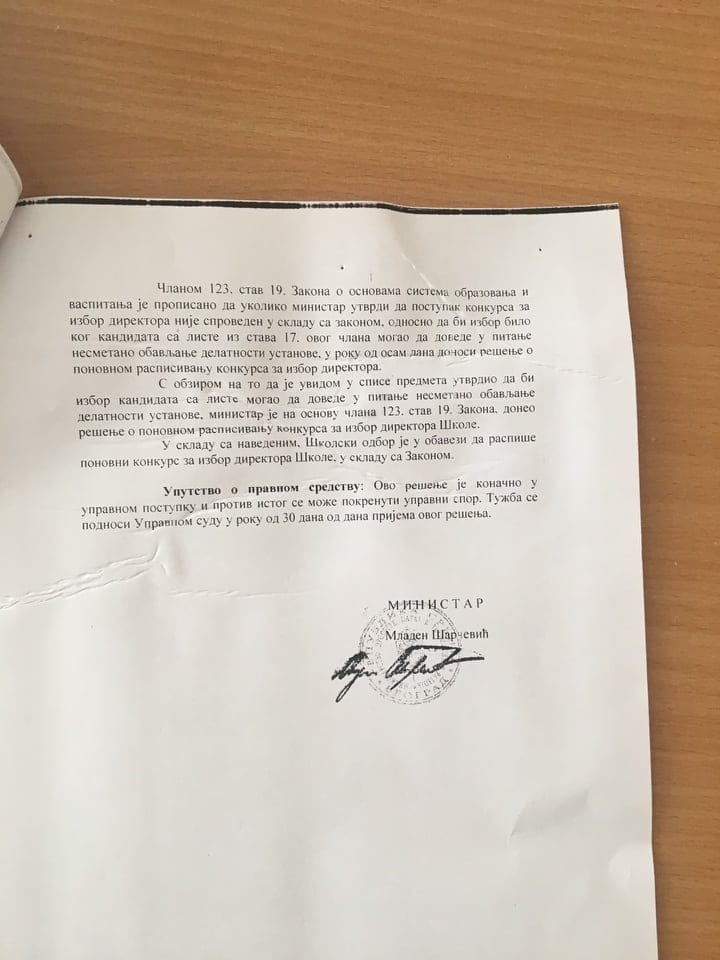 Чланом 123. став 19. Закона о основама система образовања и
васпитања је прописано да уколико министар утврди да поступак конкурса за
избор директора није спроведен у складу са законом, односно да би избор било
ког кандидата са листе из става 17. овог члана могао да доведе у питање
несметано обављање делатности установе, у року од осам дана доноси решење о
поновном расписивању конкурса за избор директора.
С обзиром на то да је увидом у списе предмета утврдио да би
избор кандидата са листе могао да доведе у питање несметано обављање
делатности установе, министар је на основу члана 123. став 19. Закона, донео
решење о поновном расписивању конкурса за избор директора Школе.
У складу са наведеним, Школски одбор је у обавези да распише
поновни конкурс за избор директора Школе, у складу са Законом.
Упутство о правном средству: Ово решење је коначно у
управном поступку и против истог се може покренути управни спор. Тужба се
подноси Управном суду у року од 30 дана од дана пријема овог решења.
МИНИСТАР
Младен Шарчевић
БЕОГРАД